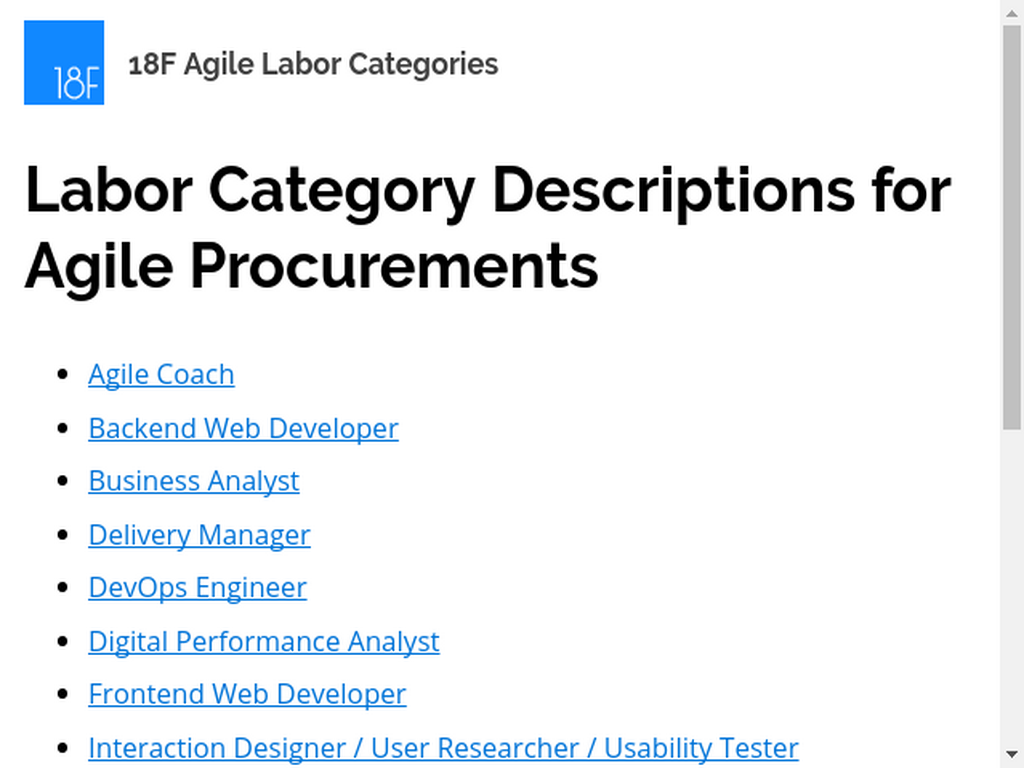 18F
18F Agile Labor Categories
Labor Category Descriptions for
Agile Procurements
Agile Coach
Backend Web Developer
Business Analyst
Delivery Manager
DevOps Engineer
Digital Performance Analyst
Frontend Web Developer
Interaction Designer / User Researcher / Usability Tester